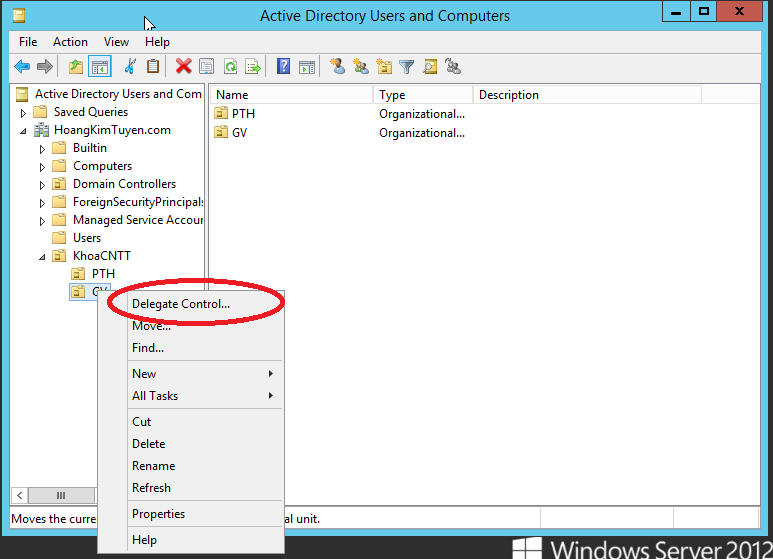 Active Directory Users and Computers
File Action View Help
Active Directory Users and Com
Saved Queries
HoangKimTuyen.com
Builtin
Computers
Domain Controllers
ForeignSecurityPrincipals
Managed Service Accour
Users
KhoaCNTT
PTH
GV
Name Type Description
PTH Organizational...
GV Organizational...
Delegate Control...
Move...
Find...
New
All Tasks
Cut
Delete
Rename
Refresh
Properties
Help
Moves the curre
al unit.
Windows Server 2012